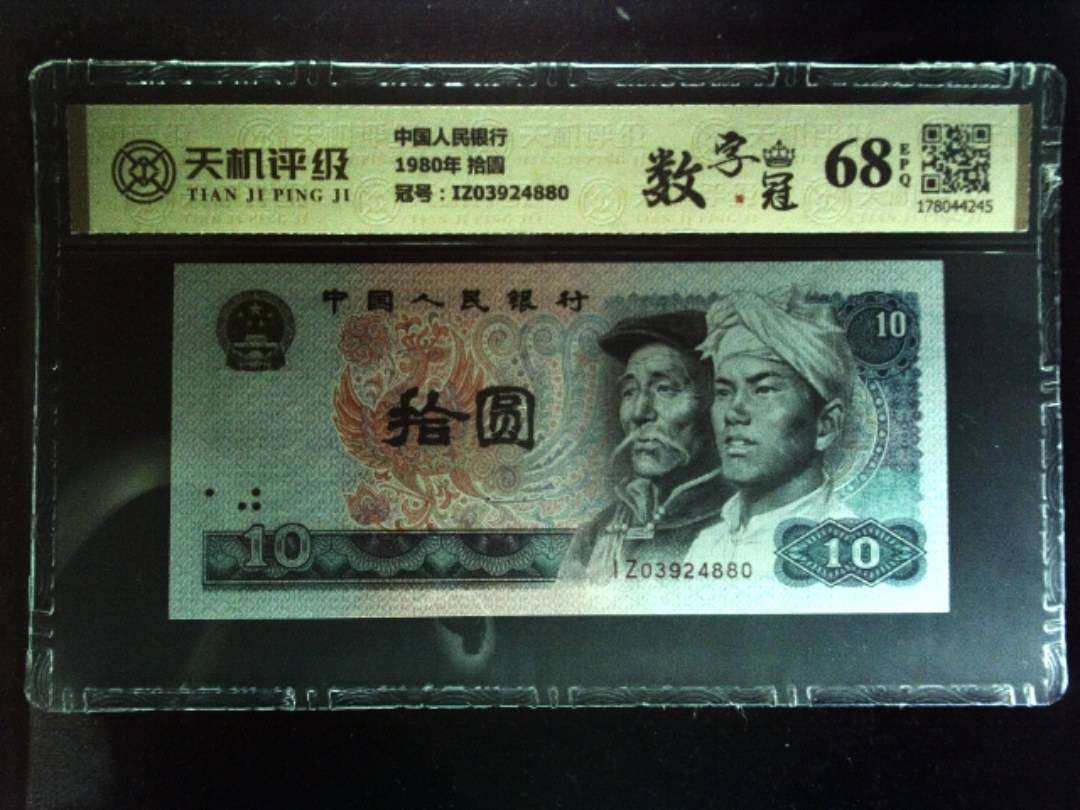 天机评级
TIAN JI PING JI
中国人民银行
1980年 拾圆
冠号：IZ03924880
数字冠
68
EPQ
178044245
中国人民银行
10
拾圆
10
IZ03924880
10